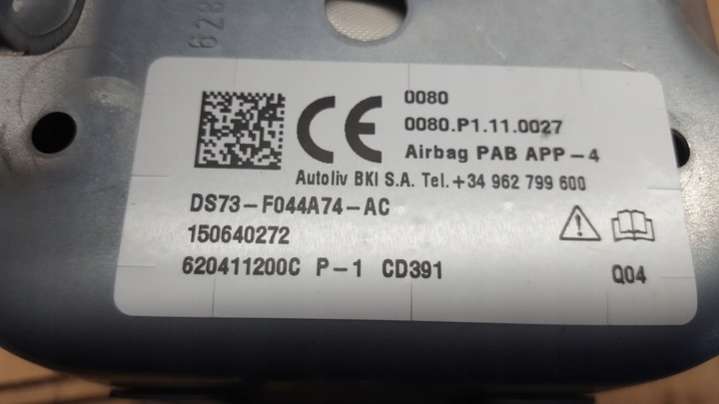 628
CE
0080
0080.P1.11.0027
Airbag PAB APP-4
Autoliv BKI S.A. Tel.+34 962 799 600
DS73-F044A74-AC
150640272
620411200C P-1 CD391
Q04